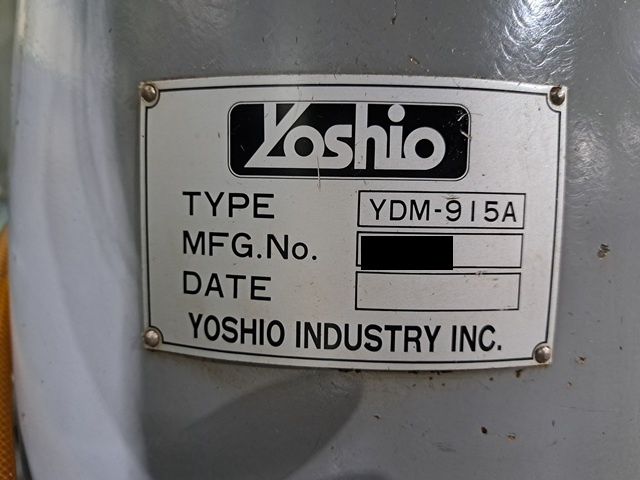 Yoshio
TYPE YDM-915A
MFG.No.
DATE
YOSHIO INDUSTRY INC.